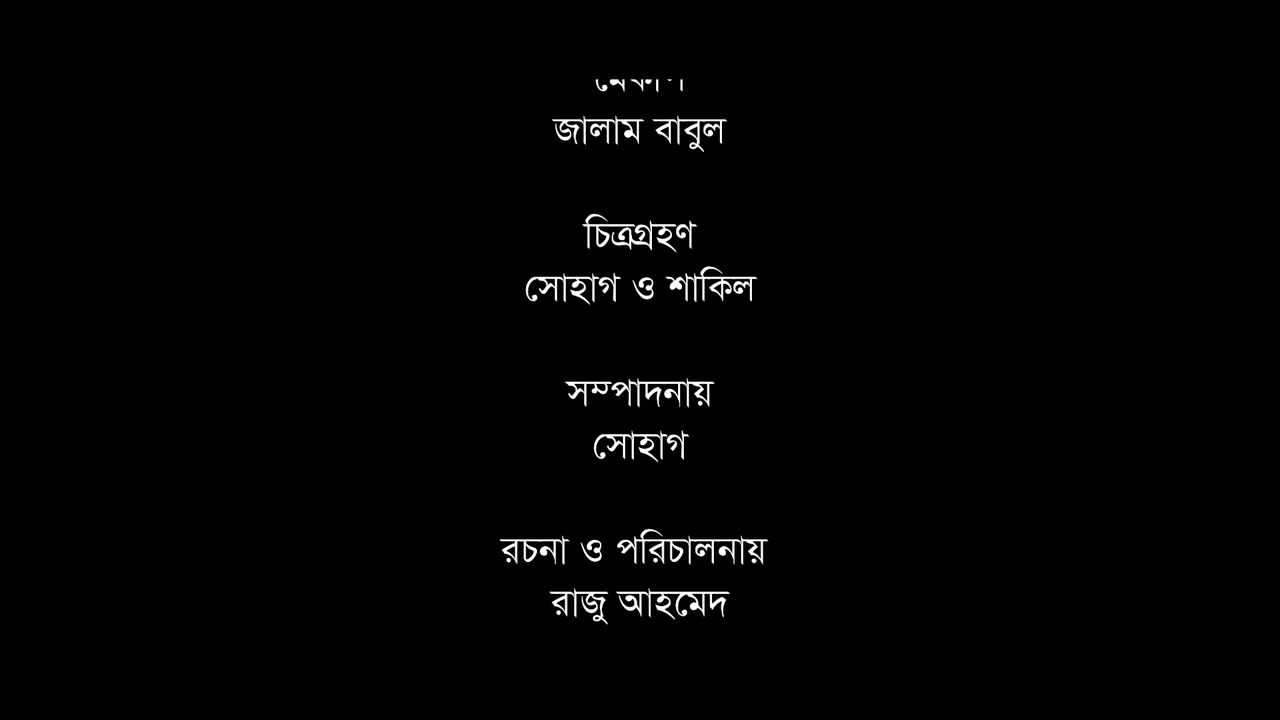 জালাম বাবুল
চিত্রগ্রহণ
সোহাগ ও শাকিল
সম্পাদনায়
সোহাগ
রচনা ও পরিচালনায়
রাজু আহমেদ